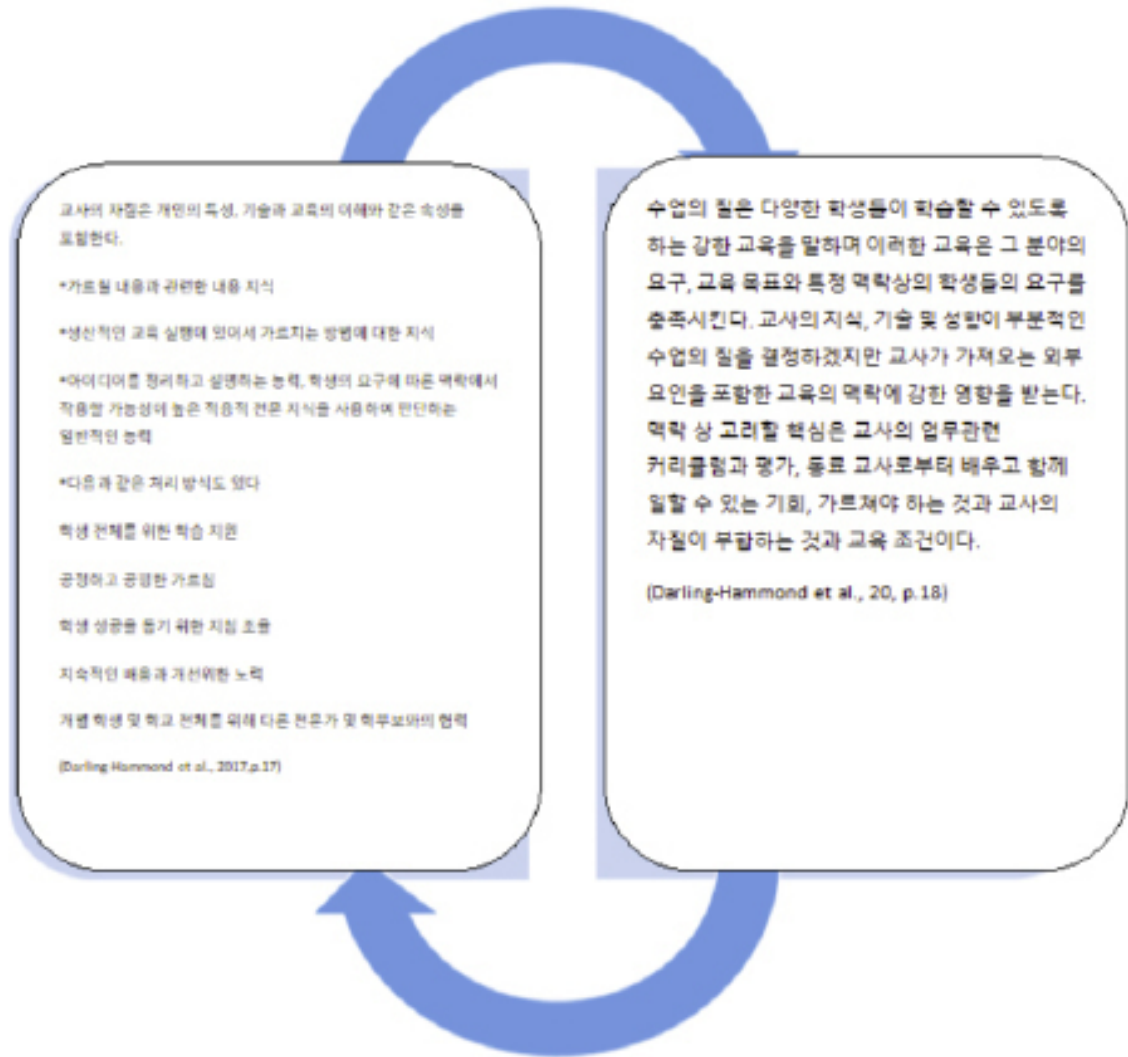 교사의 자질은 개인의 특성, 기술과 교육의 이해와 같은 속성을
포함한다.
*가르칠 내용과 관련한 내용 지식
*생산적인 교육 실행에 있어서 가르치는 방법에 대한 지식
*아이디어를 정리하고 설명하는 능력, 학생의 요구에 따른 맥락에서
작용할 가능성이 높은 적응적 전문 지식을 사용하여 판단하는
일반적인 능력
*다음과 같은 처리 방식도 있다
학생 전체를 위한 학습 지원
공정하고 공평한 가르침
학생 성공을 돕기 위한 지침 조율
지속적인 배움과 개선위한 노력
개별 학생 및 학교 전체를 위해 다른 전문가 및 학부모와의 협력
(Darling-Hammond et al., 2017,p.17)
수업의 질은 다양한 학생들이 학습할 수 있도록
하는 강한 교육을 말하며 이러한 교육은 그 분야의
요구, 교육 목표와 특정 맥락상의 학생들의 요구를
충족시킨다. 교사의 지식, 기술 및 성향이 부분적인
수업의 질을 결정하겠지만 교사가 가져오는 외부
요인을 포함한 교육의 맥락에 강한 영향을 받는다.
맥락 상 고려할 핵심은 교사의 업무관련
커리큘럼과 평가, 동료 교사로부터 배우고 함께
일할 수 있는 기회, 가르쳐야 하는 것과 교사의
자질이 부합하는 것과 교육 조건이다.
(Darling-Hammond et al., 20, p.18)